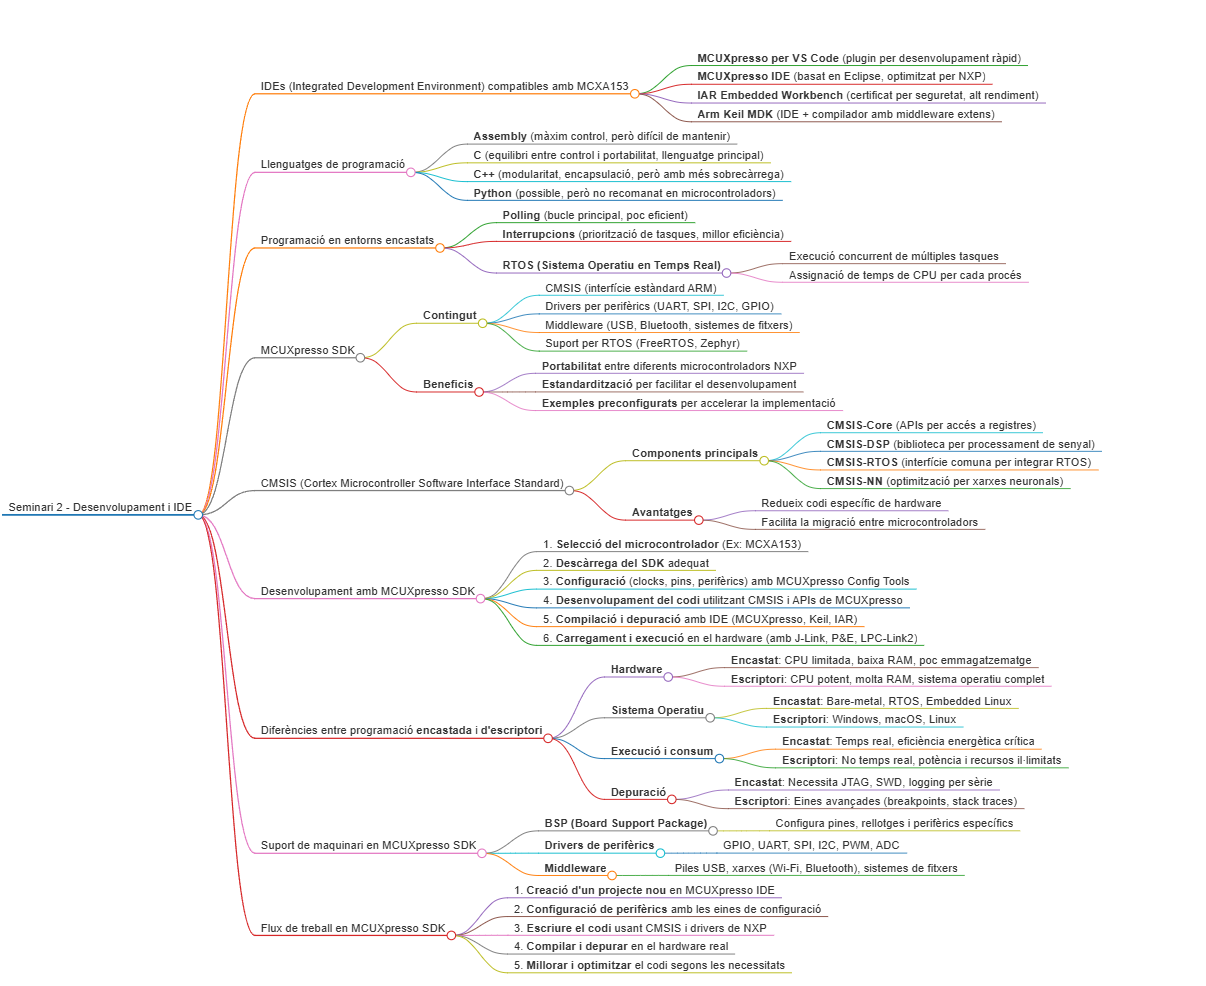 Seminari 2 - Desenvolupament i IDE
IDEs (Integrated Development Environment) compatibles amb MCXA153
MCUXpresso per VS Code (plugin per desenvolupament ràpid)
MCUXpresso IDE (basat en Eclipse, optimitzat per NXP)
IAR Embedded Workbench (certificat per seguretat, alt rendiment)
Arm Keil MDK (IDE + compilador amb middleware extens)
Llenguatges de programació
Assembly (màxim control, però difícil de mantenir)
C (equilibri entre control i portabilitat, llenguatge principal)
C++ (modularitat, encapsulació, però amb més sobrecàrrega)
Python (possible, però no recomanat en microcontroladors)
Programació en entorns encastats
Polling (bucle principal, poc eficient)
Interrupcions (priorització de tasques, millor eficiència)
RTOS (Sistema Operatiu en Temps Real)
Execució concurrent de múltiples tasques
Assignació de temps de CPU per cada procés
MCUXpresso SDK
Contingut
CMSIS (interfície estàndard ARM)
Drivers per perifèrics (UART, SPI, I2C, GPIO)
Middleware (USB, Bluetooth, sistemes de fitxers)
Suport per RTOS (FreeRTOS, Zephyr)
Beneficis
Portabilitat entre diferents microcontroladors NXP
Estandardització per facilitar el desenvolupament
Exemples preconfigurats per accelerar la implementació
CMSIS (Cortex Microcontroller Software Interface Standard)
Components principals
CMSIS-Core (APIs per accés a registres)
CMSIS-DSP (biblioteca per processament de senyal)
CMSIS-RTOS (interfície comuna per integrar RTOS)
CMSIS-NN (optimització per xarxes neuronals)
Avantatges
Redueix codi específic de hardware
Facilita la migració entre microcontroladors
Desenvolupament amb MCUXpresso SDK
1. Selecció del microcontrolador (Ex: MCXA153)
2. Descàrrega del SDK adequat
3. Configuració (clocks, pins, perifèrics) amb MCUXpresso Config Tools
4. Desenvolupament del codi utilitzant CMSIS i APIs de MCUXpresso
5. Compilació i depuració amb IDE (MCUXpresso, Keil, IAR)
6. Carregament i execució en el hardware (amb J-Link, P&E, LPC-Link2)
Diferències entre programació encastada i d'escriptori
Hardware
Encastat: CPU limitada, baixa RAM, poc emmagatzematge
Escriptori: CPU potent, molta RAM, sistema operatiu complet
Sistema Operatiu
Encastat: Bare-metal, RTOS, Embedded Linux
Escriptori: Windows, macOS, Linux
Execució i consum
Encastat: Temps real, eficiència energètica crítica
Escriptori: No temps real, potència i recursos il·limitats
Depuració
Encastat: Necessita JTAG, SWD, logging per sèrie
Escriptori: Eines avançades (breakpoints, stack traces)
Suport de maquinari en MCUXpresso SDK
BSP (Board Support Package)
Configura pines, rellotges i perifèrics específics
Drivers de perifèrics
GPIO, UART, SPI, I2C, PWM, ADC
Middleware
Piles USB, xarxes (Wi-Fi, Bluetooth), sistemes de fitxers
Flux de treball en MCUXpresso SDK
1. Creació d'un projecte nou en MCUXpresso IDE
2. Configuració de perifèrics amb les eines de configuració
3. Escriure el codi usant CMSIS i drivers de NXP
4. Compilar i depurar en el hardware real
5. Millorar i optimitzar el codi segons les necessitats